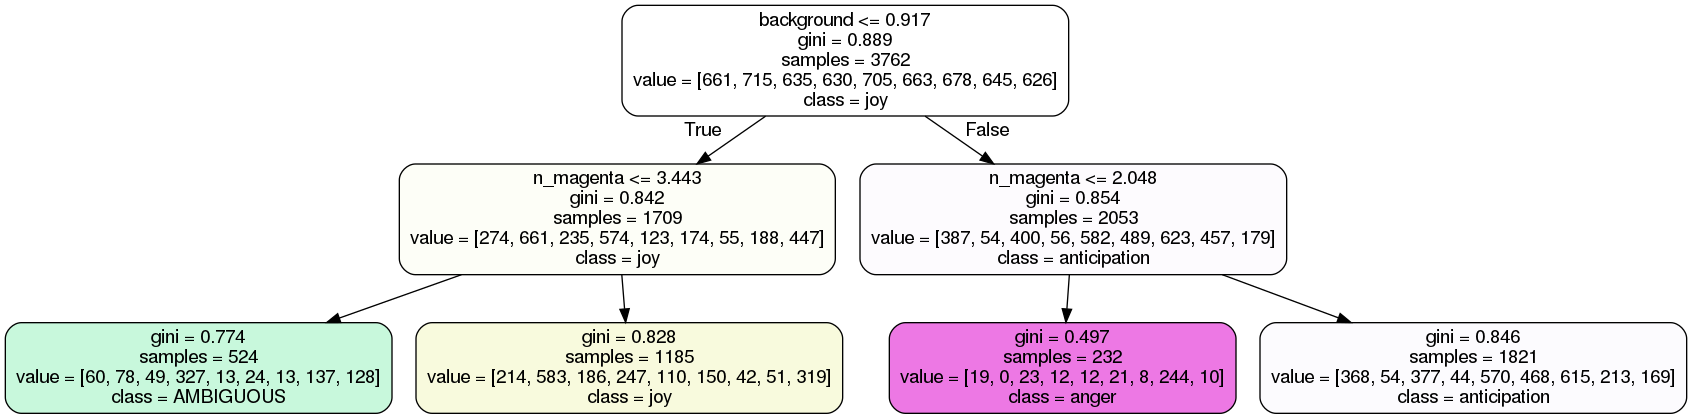 background <= 0.917
gini = 0.889
samples = 3762
value = [661, 715, 635, 630, 705, 663, 678, 645, 626]
class = joy
True
False
n_magenta <= 3.443
gini = 0.842
samples = 1709
value = [274, 661, 235, 574, 123, 174, 55, 188, 447]
class = joy
n_magenta <= 2.048
gini = 0.854
samples = 2053
value = [387, 54, 400, 56, 582, 489, 623, 457, 179]
class = anticipation
gini = 0.774
samples = 524
value = [60, 78, 49, 327, 13, 24, 13, 137, 128]
class = AMBIGUOUS
gini = 0.828
samples = 1185
value = [214, 583, 186, 247, 110, 150, 42, 51, 319]
class = joy
gini = 0.497
samples = 232
value = [19, 0, 23, 12, 12, 21, 8, 244, 10]
class = anger
gini = 0.846
samples = 1821
value = [368, 54, 377, 44, 570, 468, 615, 213, 169]
class = anticipation